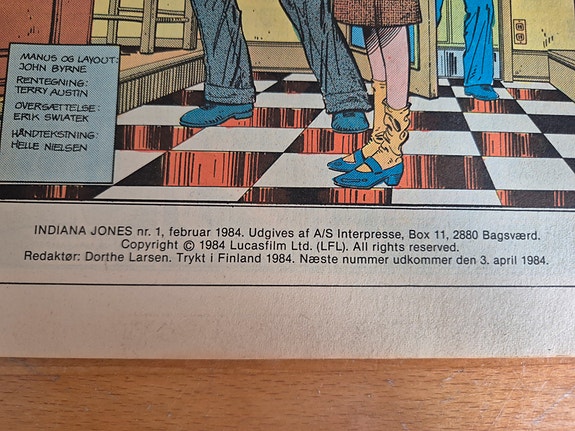 MANUS OG LAYOUT:
JOHN BYRNE
RENTEGNING:
TERRY AUSTIN
OVERSÆTTELSE:
ERIK SWIATEK
HÅNDTEKSTNING:
HELLE NIELSEN
INDIANA JONES nr. 1, februar 1984. Udgives af A/S Interpresse, Box 11, 2880 Bagsværd.
Copyright © 1984 Lucasfilm Ltd. (LFL). All rights reserved.
Redaktør: Dorthe Larsen. Trykt i Finland 1984. Næste nummer udkommer den 3. april 1984.